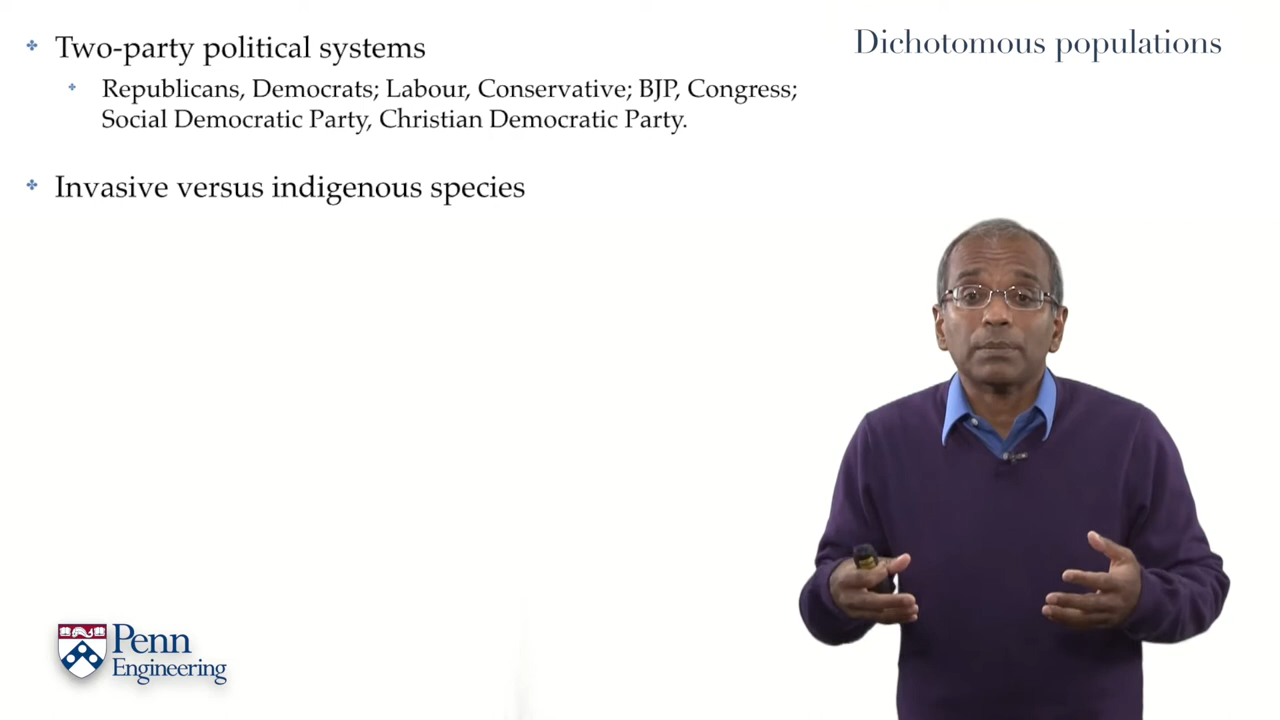 Dichotomous populations
Two-party political systems
Republicans, Democrats; Labour, Conservative; BJP, Congress;
Social Democratic Party, Christian Democratic Party.
Invasive versus indigenous species
Penn
Engineering